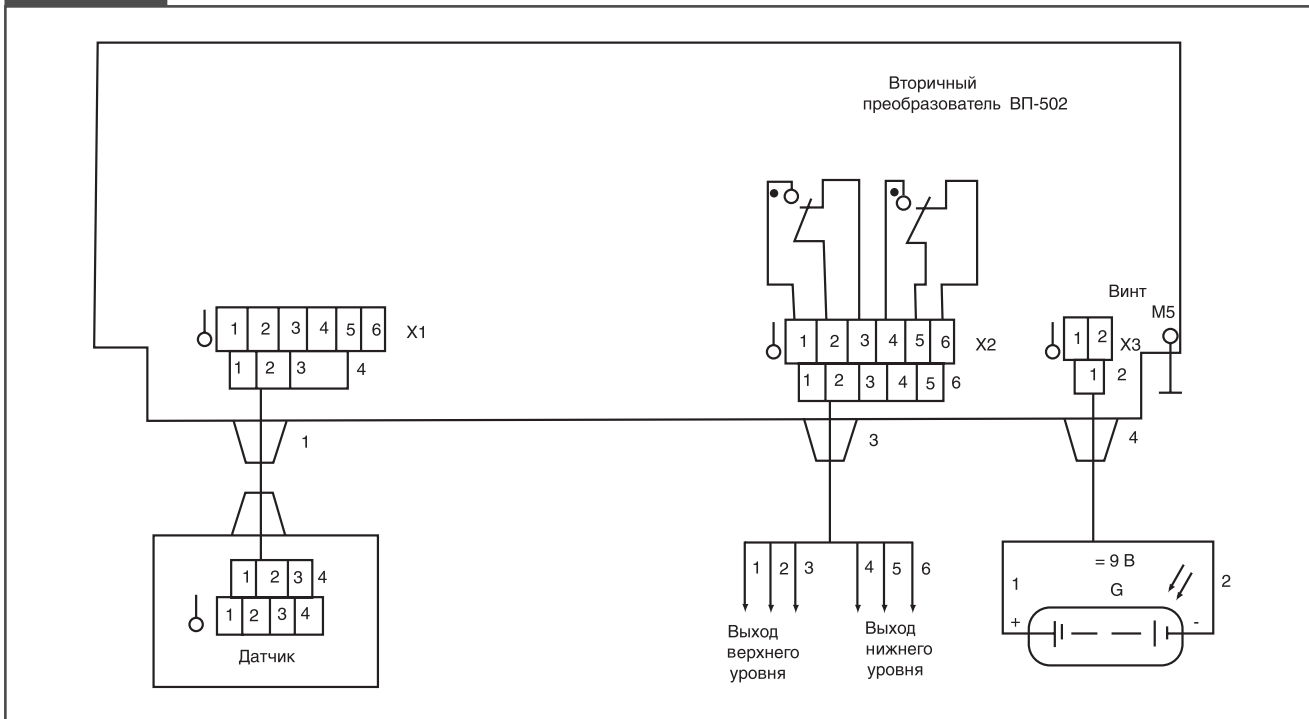 Вторичный
преобразователь ВП-502
Винт
М5
1 2 3 4 5 6 X1
1 2 3 4
1 2 3 4 5 6 X2
1 2 3 4 5 6
1 2 X3
1 2
1
3
4
1 2 3 4
1 2 3 4
Датчик
1 2 3 4 5 6
Выход
верхнего
уровня
Выход
нижнего
уровня
= 9 В
G
1
2
+ -